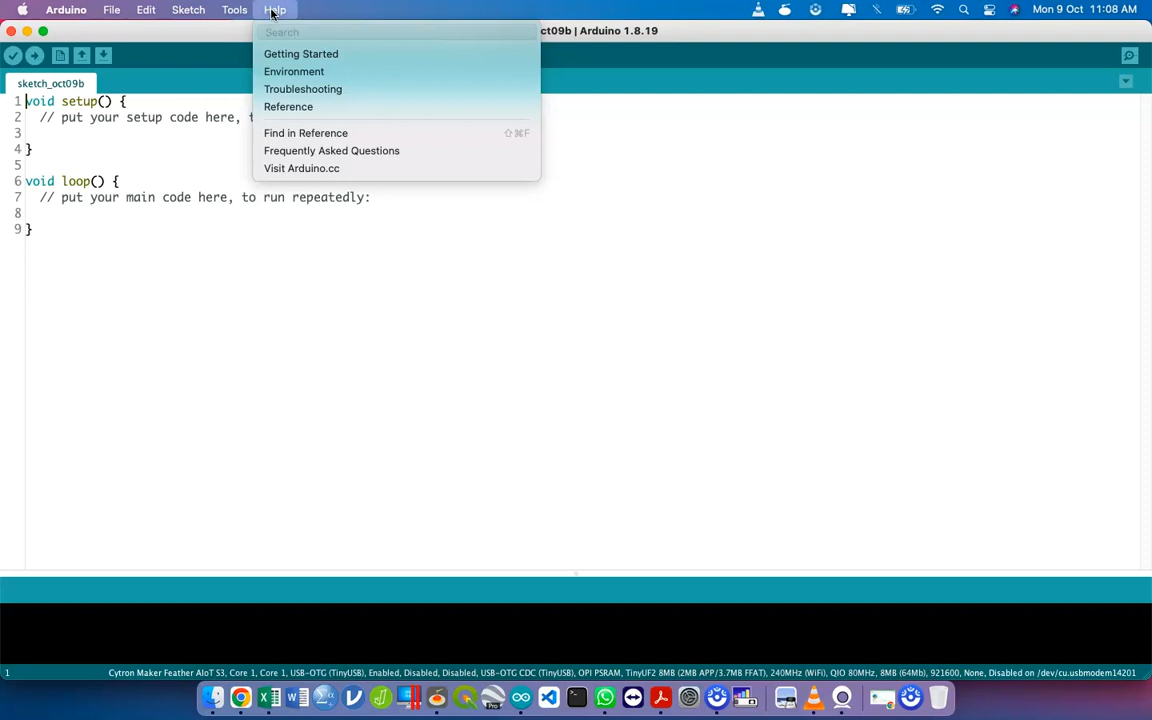 Arduino File Edit Sketch Tools Help Mon 9 Oct 11:08 AM
ct09b | Arduino 1.8.19
Search
Getting Started
Environment
Troubleshooting
Reference
Find in Reference ⇧⌘F
Frequently Asked Questions
Visit Arduino.cc
sketch_oct09b
1 void setup() {
2 // put your setup code here, t
3
4 }
5
6 void loop() {
7 // put your main code here, to run repeatedly:
8
9 }
1 Cytron Maker Feather AIoT S3, Core 1, Core 1, USB-OTG (TinyUSB), Enabled, Disabled, Disabled, USB-OTG CDC (TinyUSB), OPI PSRAM, TinyUF2 8MB (2MB APP/3.7MB FFAT), 240MHz (WiFi), QIO 80MHz, 8MB (64Mb), 921600, None, Disabled on /dev/cu.usbmodem14201
Pro